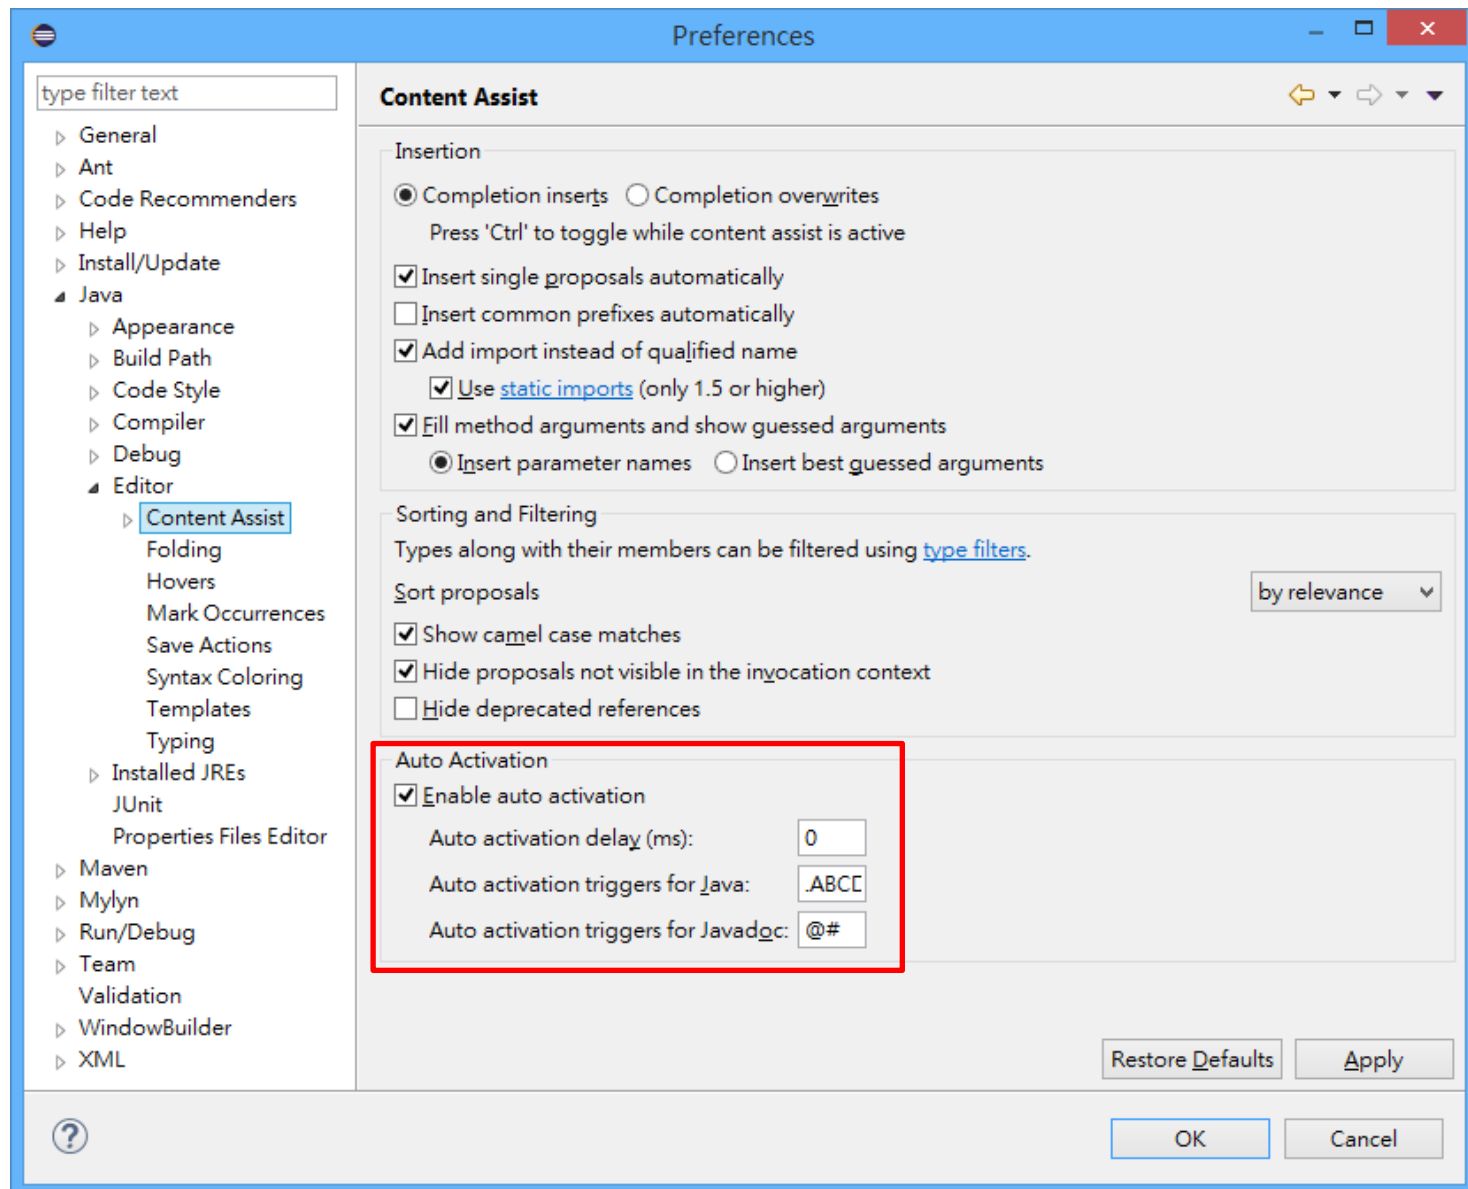 Preferences
type filter text
General
Ant
Code Recommenders
Help
Install/Update
Java
Appearance
Build Path
Code Style
Compiler
Debug
Editor
Content Assist
Folding
Hovers
Mark Occurrences
Save Actions
Syntax Coloring
Templates
Typing
Installed JREs
JUnit
Properties Files Editor
Maven
Mylyn
Run/Debug
Team
Validation
WindowBuilder
XML
Content Assist
Insertion
Completion inserts Completion overwrites
Press 'Ctrl' to toggle while content assist is active
Insert single proposals automatically
Insert common prefixes automatically
Add import instead of qualified name
Use static imports (only 1.5 or higher)
Fill method arguments and show guessed arguments
Insert parameter names Insert best guessed arguments
Sorting and Filtering
Types along with their members can be filtered using type filters.
Sort proposals by relevance
Show camel case matches
Hide proposals not visible in the invocation context
Hide deprecated references
Auto Activation
Enable auto activation
Auto activation delay (ms): 0
Auto activation triggers for Java: .ABCD
Auto activation triggers for Javadoc: @#
Restore Defaults Apply
? OK Cancel